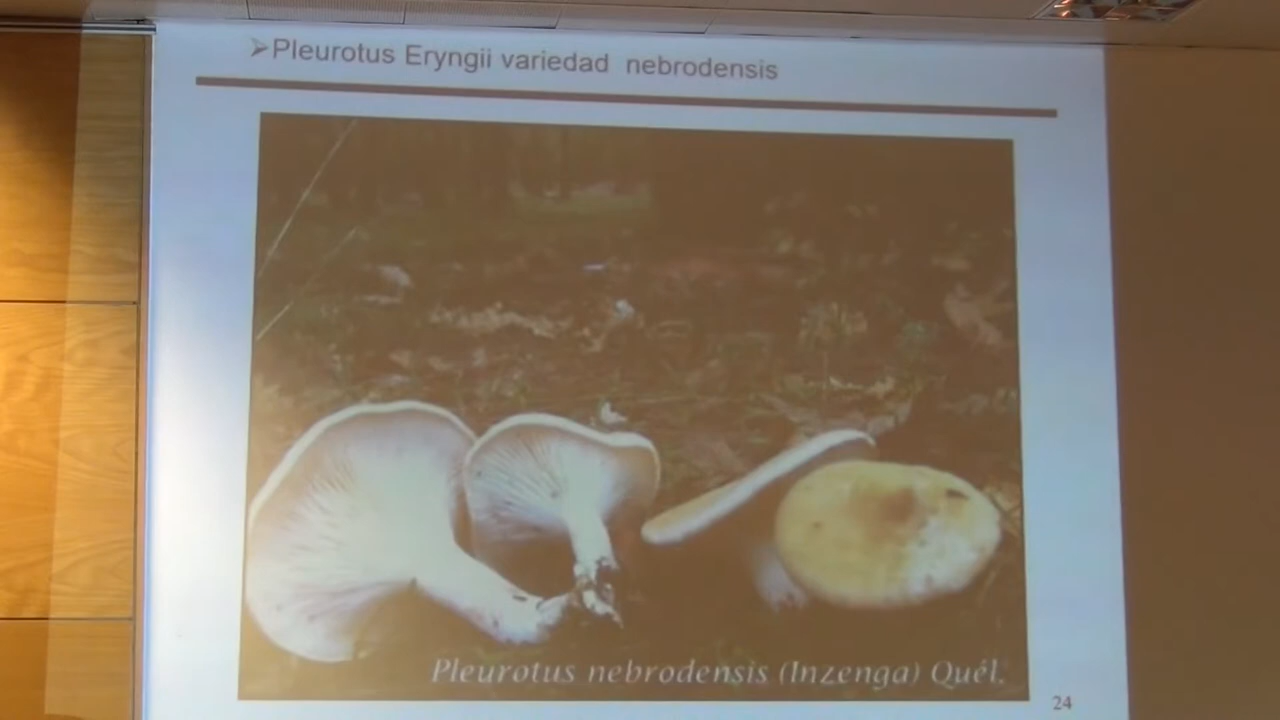 ➢Pleurotus Eryngii variedad nebrodensis
Pleurotus nebrodensis (Inzenga) Quél.
24